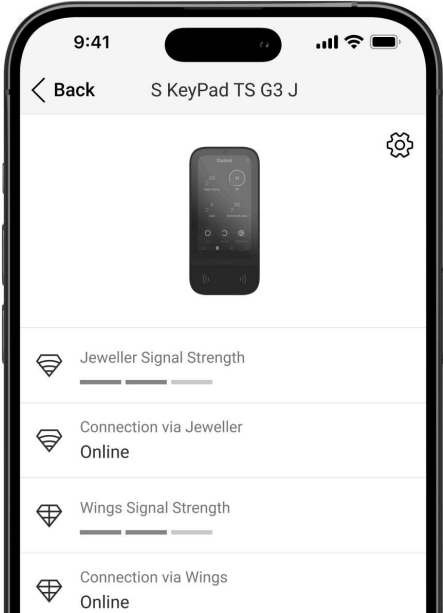 9:41
Back
S KeyPad TS G3 J
Control
Jeweller Signal Strength
Connection via Jeweller
Online
Wings Signal Strength
Connection via Wings
Online